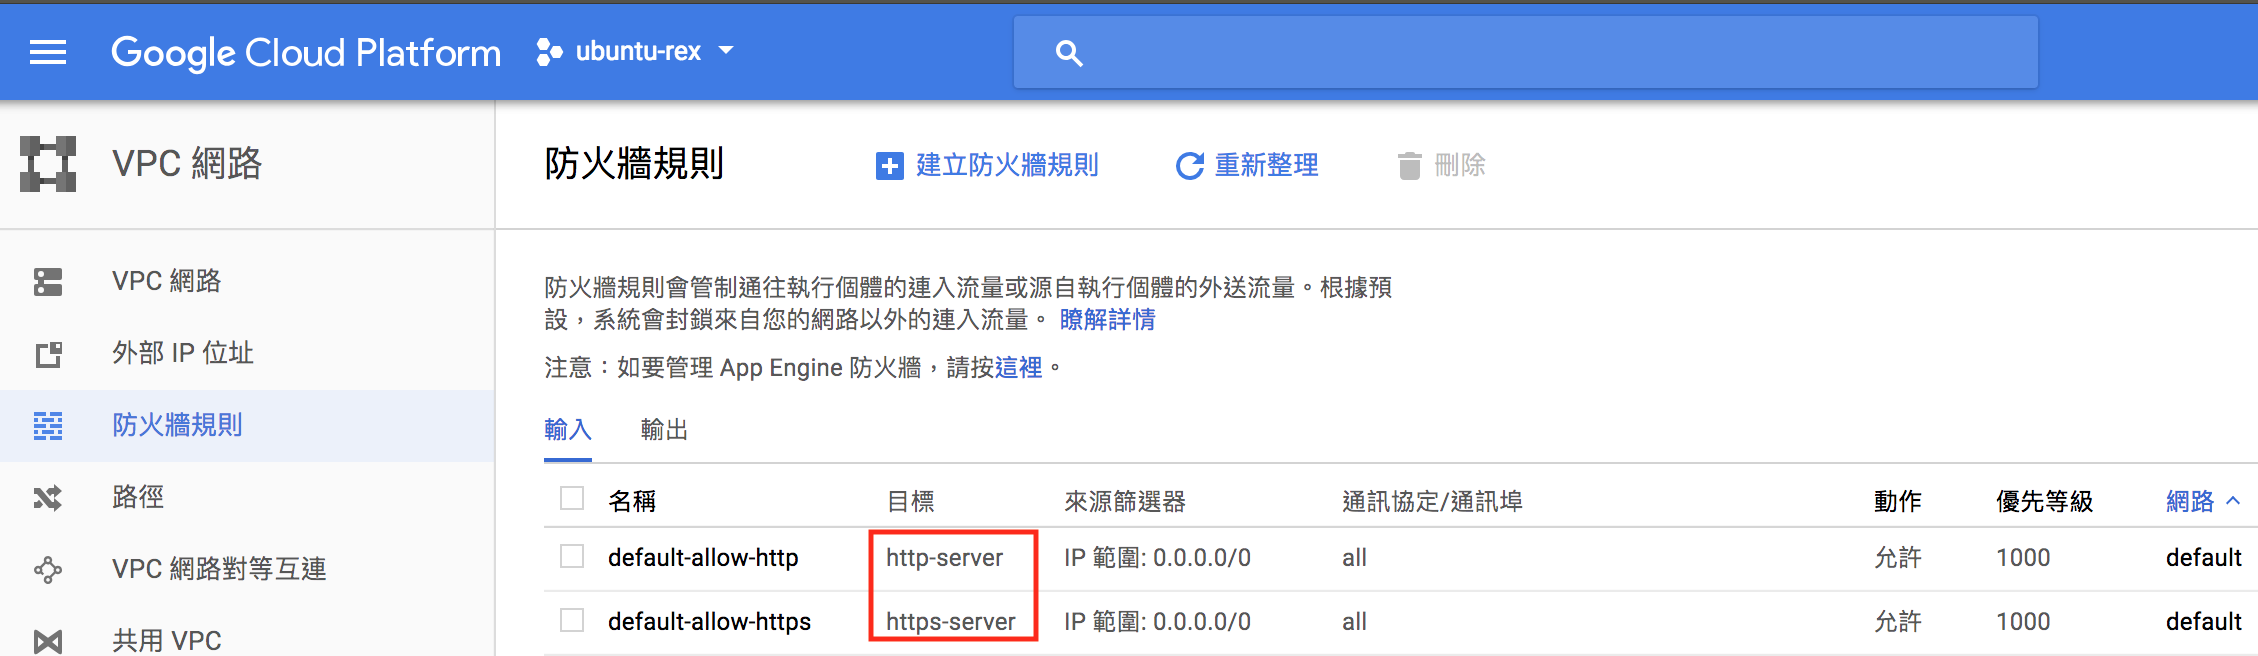 Google Cloud Platform ubuntu-rex
VPC 網路
防火牆規則 建立防火牆規則 重新整理 刪除
VPC 網路
外部 IP 位址
防火牆規則
路徑
VPC 網路對等互連
共用 VPC
防火牆規則會管制通往執行個體的連入流量或源自執行個體的外送流量。根據預
設，系統會封鎖來自您的網路以外的連入流量。 瞭解詳情
注意：如要管理 App Engine 防火牆，請按這裡。
輸入 輸出
名稱 目標 來源篩選器 通訊協定/通訊埠 動作 優先等級 網路
default-allow-http http-server IP 範圍: 0.0.0.0/0 all 允許 1000 default
default-allow-https https-server IP 範圍: 0.0.0.0/0 all 允許 1000 default